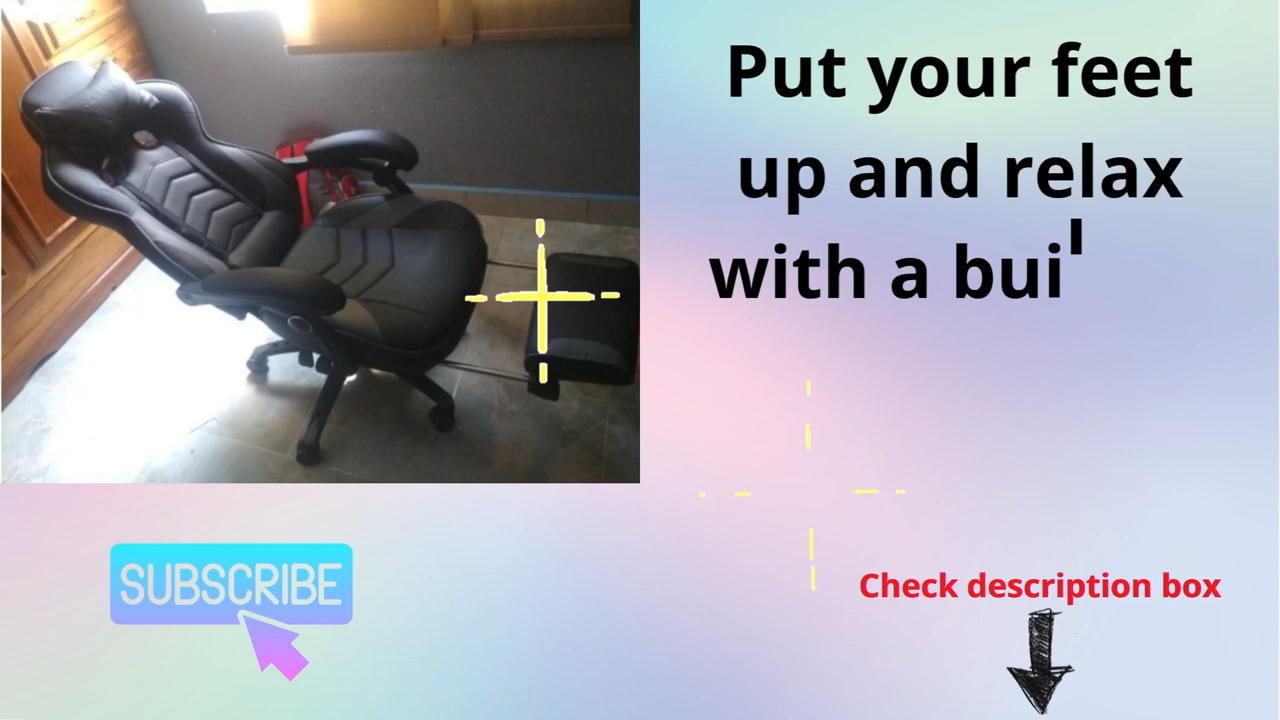 Put your feet
up and relax
with a bui
SUBSCRIBE
Check description box